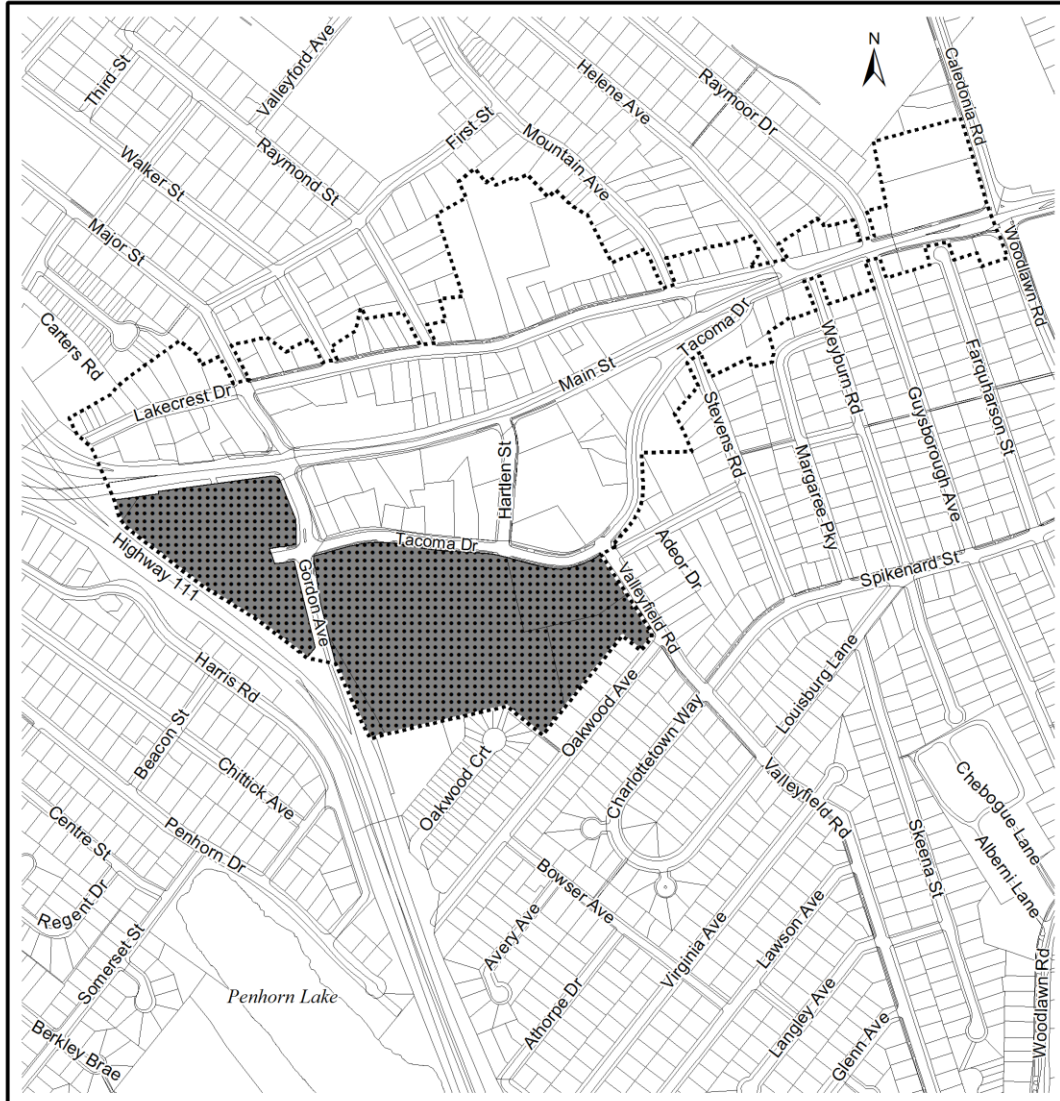 N
Third St
Valleyford Ave
Helene Ave
Raymoor Dr
Caledonia Rd
First St
Mountain Ave
Walker St
Raymond St
Major St
Woodlawn Rd
Carters Rd
Tacoma Dr
Lakecrest Dr
Main St
Weyburn Rd
Farquharson St
Guysborough Ave
Stevens Rd
Margaree Pky
Hartlen St
Tacoma Dr
Adeor Dr
Highway 111
Gordon Ave
Valleyfield Rd
Spikenard St
Harris Rd
Louisburg Lane
Oakwood Ave
Beacon St
Charlottetown Way
Chittick Ave
Oakwood Crt
Valleyfield Rd
Chebogue Lane
Centre St
Penhorn Dr
Skeena St
Alberni Lane
Regent Dr
Bowser Ave
Avery Ave
Somerset St
Virginia Ave
Lawson Ave
Penhorn Lake
Athorpe Dr
Langley Ave
Woodlawn Rd
Berkley Brae
Glenn Ave